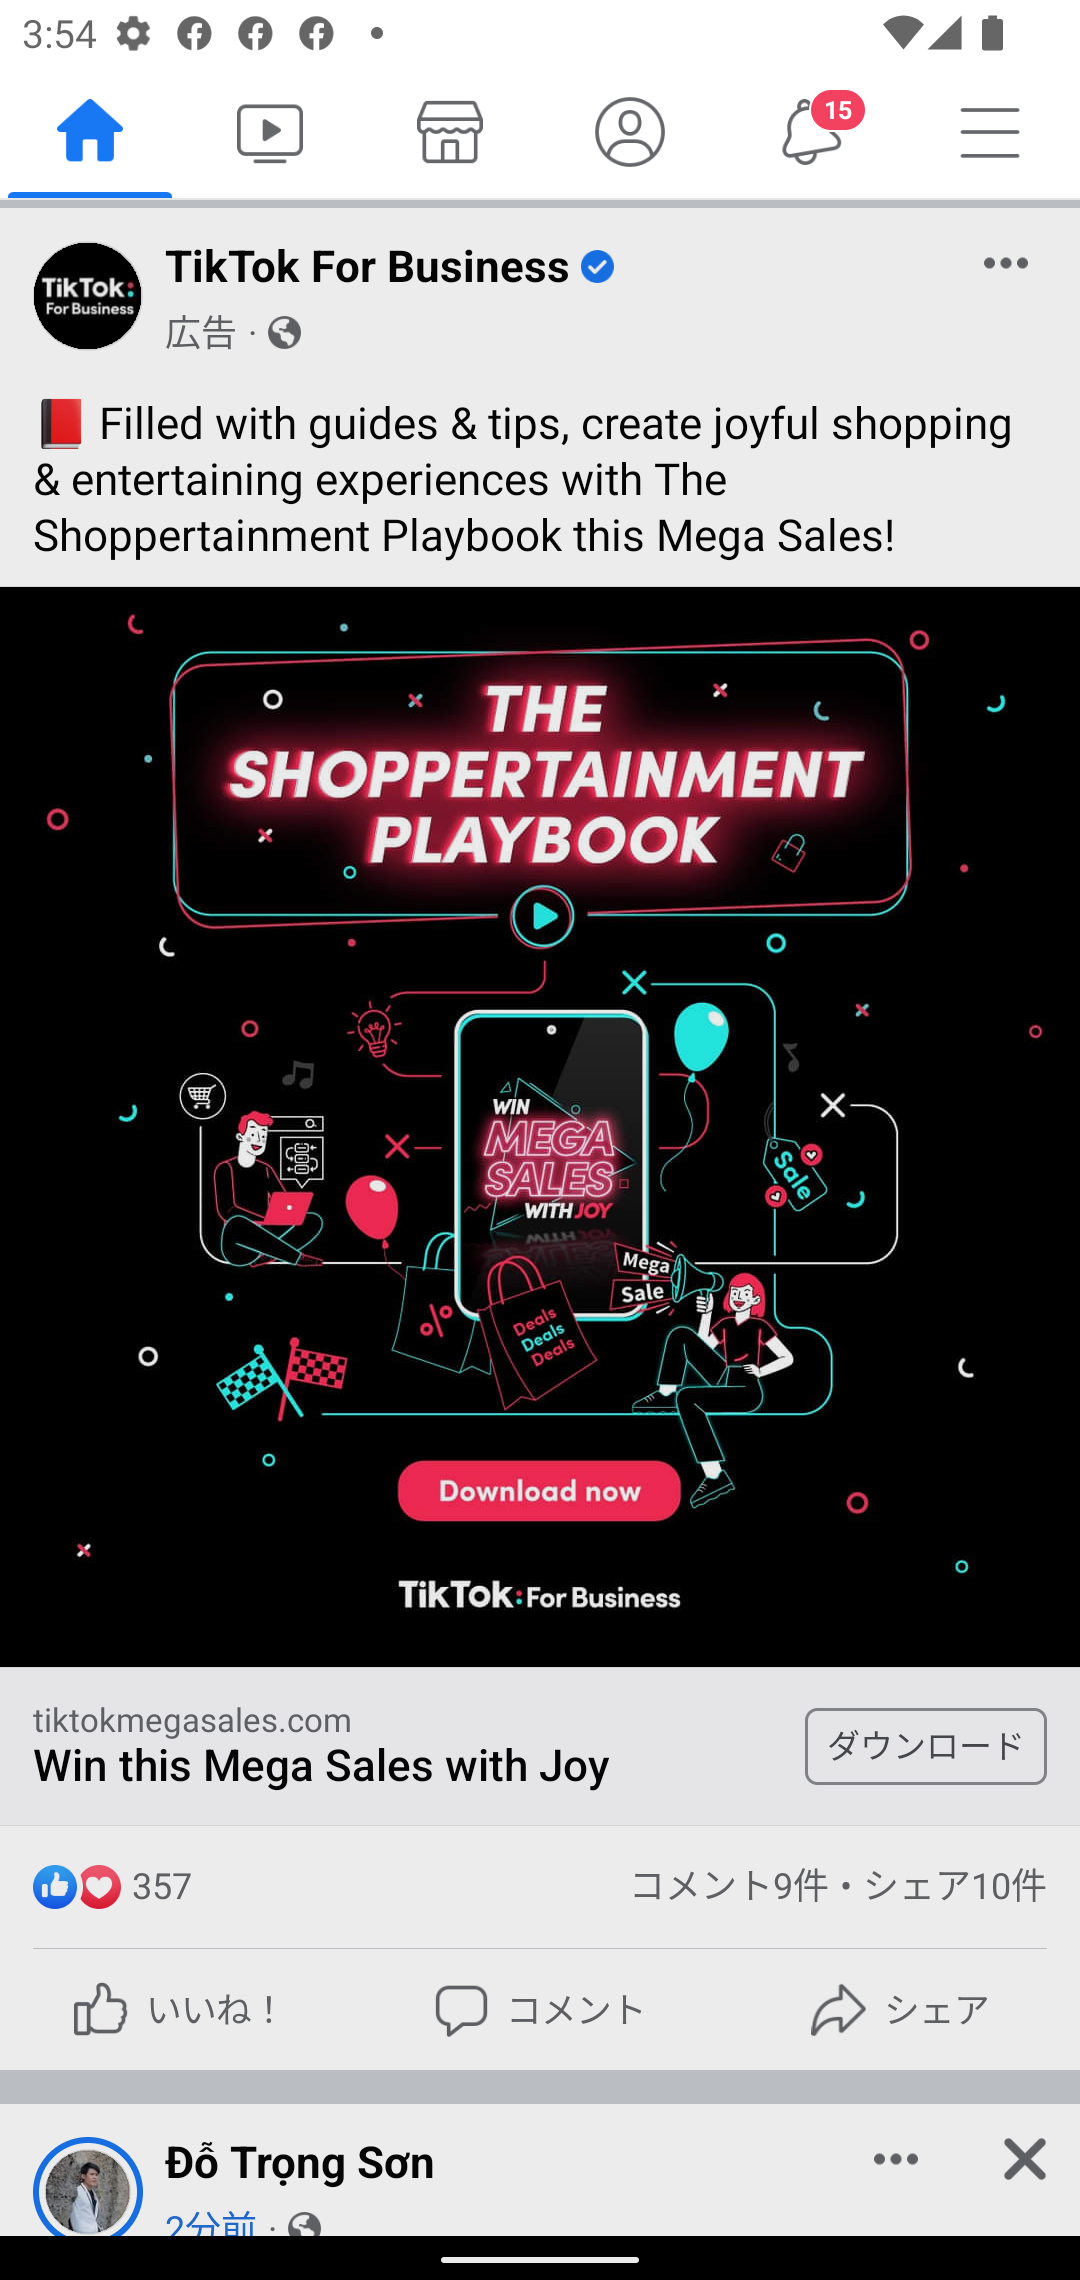 3:54
15
TikTok For Business
TikTok:
For Business
広告 ·
Filled with guides & tips, create joyful shopping
& entertaining experiences with The
Shoppertainment Playbook this Mega Sales!
THE
SHOPPERTAINMENT
PLAYBOOK
WIN
MEGA
SALES
WITH JOY
Sale
Mega
Sale
%
Deals
Deals
Deals
Download now
TikTok: For Business
tiktokmegasales.com
Win this Mega Sales with Joy
ダウンロード
357
コメント9件・シェア10件
いいね！
コメント
シェア
Đỗ Trọng Sơn
2分前 ·